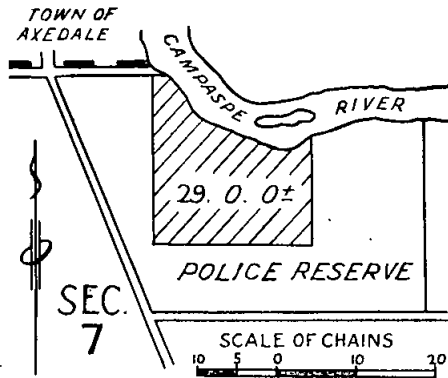 TOWN OF
AXEDALE
CAMPASPE
RIVER
29. 0. 0±
POLICE RESERVE
SEC.
7
SCALE OF CHAINS
10 5 0 10 20